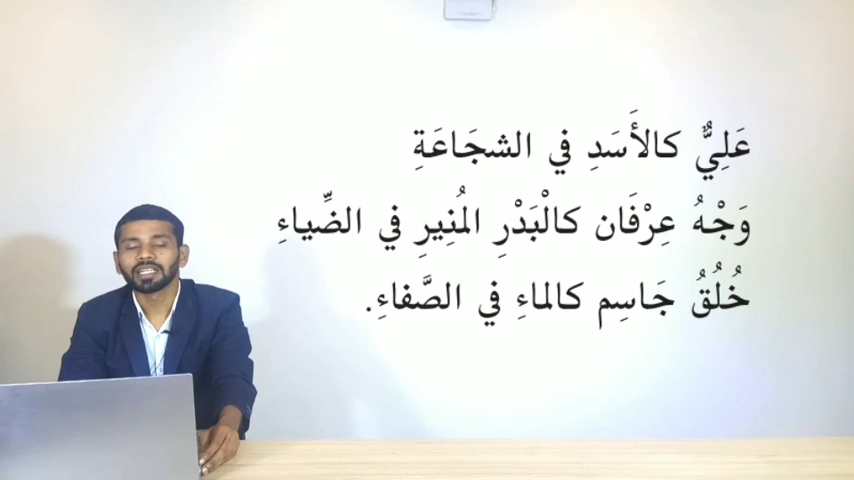 عَلِيٌّ كالأَسَدِ في الشجَاعَةِ
وَجْهُ عِرْفَان كالْبَدْرِ المُنِيرِ في الضِّياءِ
خُلُقُ جَاسِم كالماءِ في الصَّفاءِ.